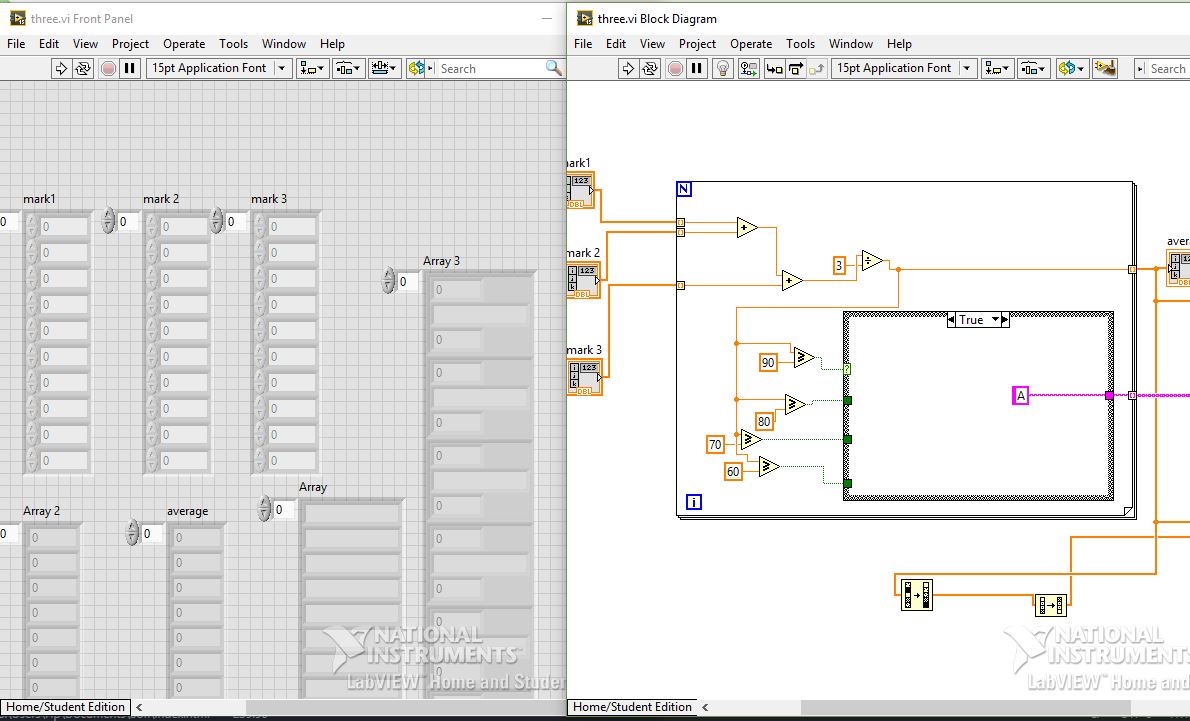 three.vi Front Panel
File Edit View Project Operate Tools Window Help
15pt Application Font Search
mark1 mark 2 mark 3
0 0 0
0 0 0
0 0 0
0 0 0
0 0 0
0 0 0
0 0 0
0 0 0
0 0 0
0 0 0
0 0 0
Array 3
0
0
0
0
0
0
0
0
0
0
0
Array 2 average Array
0 0 0
0 0
0 0
0 0
0 0
0 0
0 0
0 0
NATIONAL
INSTRUMENTS
LabVIEW Home and Studen
Home/Student Edition
three.vi Block Diagram
File Edit View Project Operate Tools Window Help
15pt Application Font Search
mark1
123
DBL
N
+
mark 2
123
DBL
3
÷
+
avera
12
DBL
True
mark 3
123
DBL
90
≥
?
A
80
≥
70
≥
60
≥
i
NATIONAL
INSTRUMENTS
LabVIEW™ Home and
Home/Student Edition